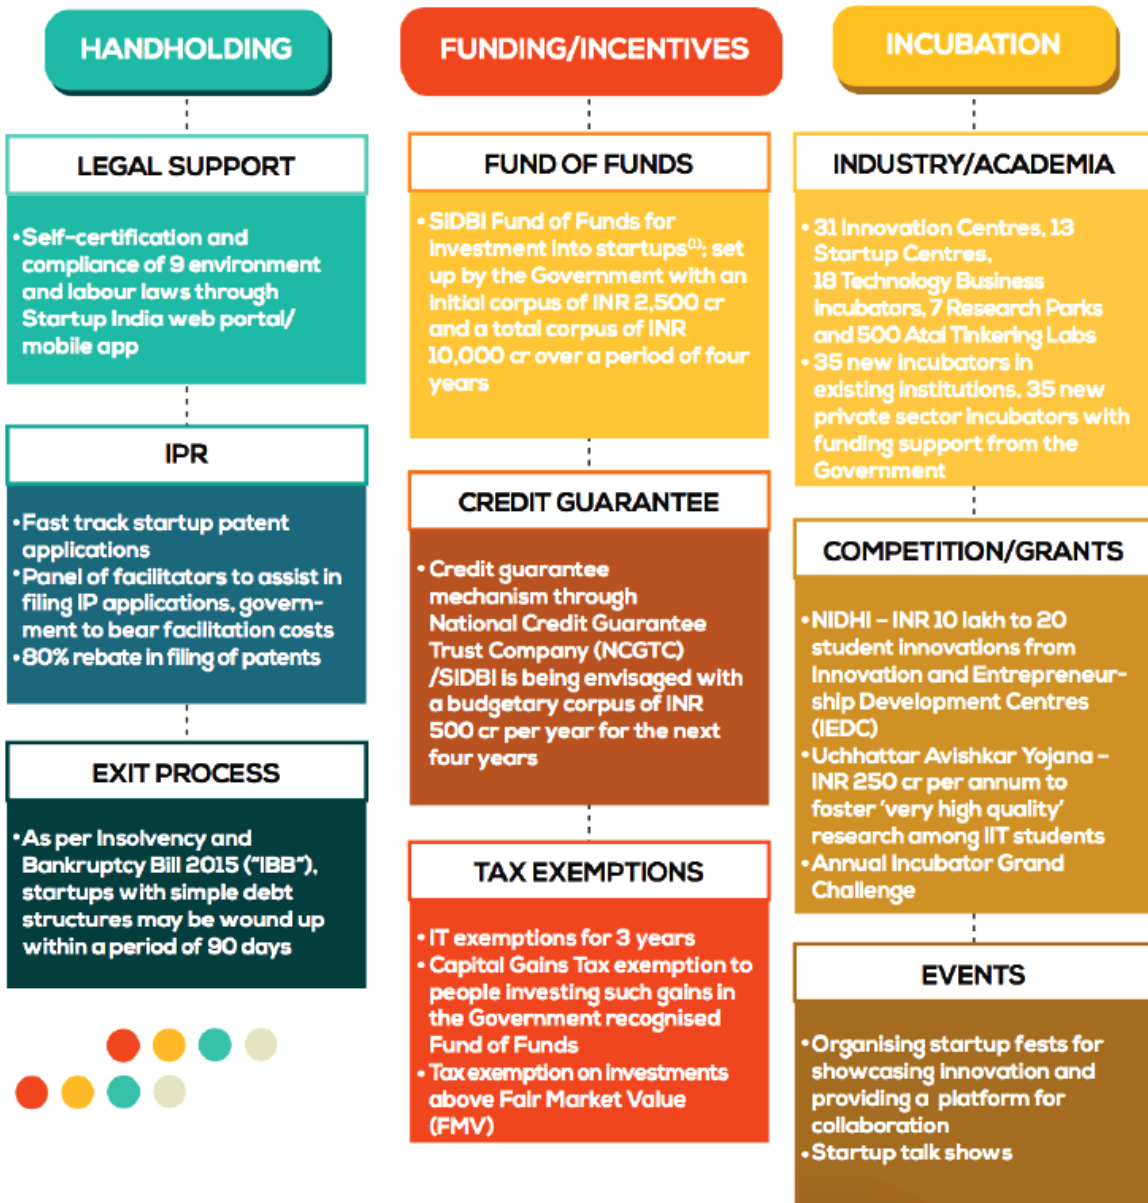 HANDHOLDING
LEGAL SUPPORT
•Self-certification and
compliance of 9 environment
and labour laws through
Startup India web portal/
mobile app
IPR
•Fast track startup patent
applications
•Panel of facilitators to assist in
filing IP applications, govern-
ment to bear facilitation costs
•80% rebate in filing of patents
EXIT PROCESS
•As per Insolvency and
Bankruptcy Bill 2015 ("IBB"),
startups with simple debt
structures may be wound up
within a period of 90 days
FUNDING/INCENTIVES
FUND OF FUNDS
•SIDBI Fund of Funds for
investment into startups⁽¹⁾; set
up by the Government with an
initial corpus of INR 2,500 cr
and a total corpus of INR
10,000 cr over a period of four
years
CREDIT GUARANTEE
• Credit guarantee
mechanism through
National Credit Guarantee
Trust Company (NCGTC)
/SIDBI is being envisaged with
a budgetary corpus of INR
500 cr per year for the next
four years
TAX EXEMPTIONS
• IT exemptions for 3 years
• Capital Gains Tax exemption to
people investing such gains in
the Government recognised
Fund of Funds
• Tax exemption on investments
above Fair Market Value
(FMV)
INCUBATION
INDUSTRY/ACADEMIA
• 31 Innovation Centres, 13
Startup Centres,
18 Technology Business
Incubators, 7 Research Parks
and 500 Atal Tinkering Labs
• 35 new incubators in
existing institutions, 35 new
private sector incubators with
funding support from the
Government
COMPETITION/GRANTS
•NIDHI – INR 10 lakh to 20
student innovations from
Innovation and Entrepreneur-
ship Development Centres
(IEDC)
•Uchhattar Avishkar Yojana –
INR 250 cr per annum to
foster 'very high quality'
research among IIT students
•Annual Incubator Grand
Challenge
EVENTS
•Organising startup fests for
showcasing innovation and
providing a platform for
collaboration
•Startup talk shows